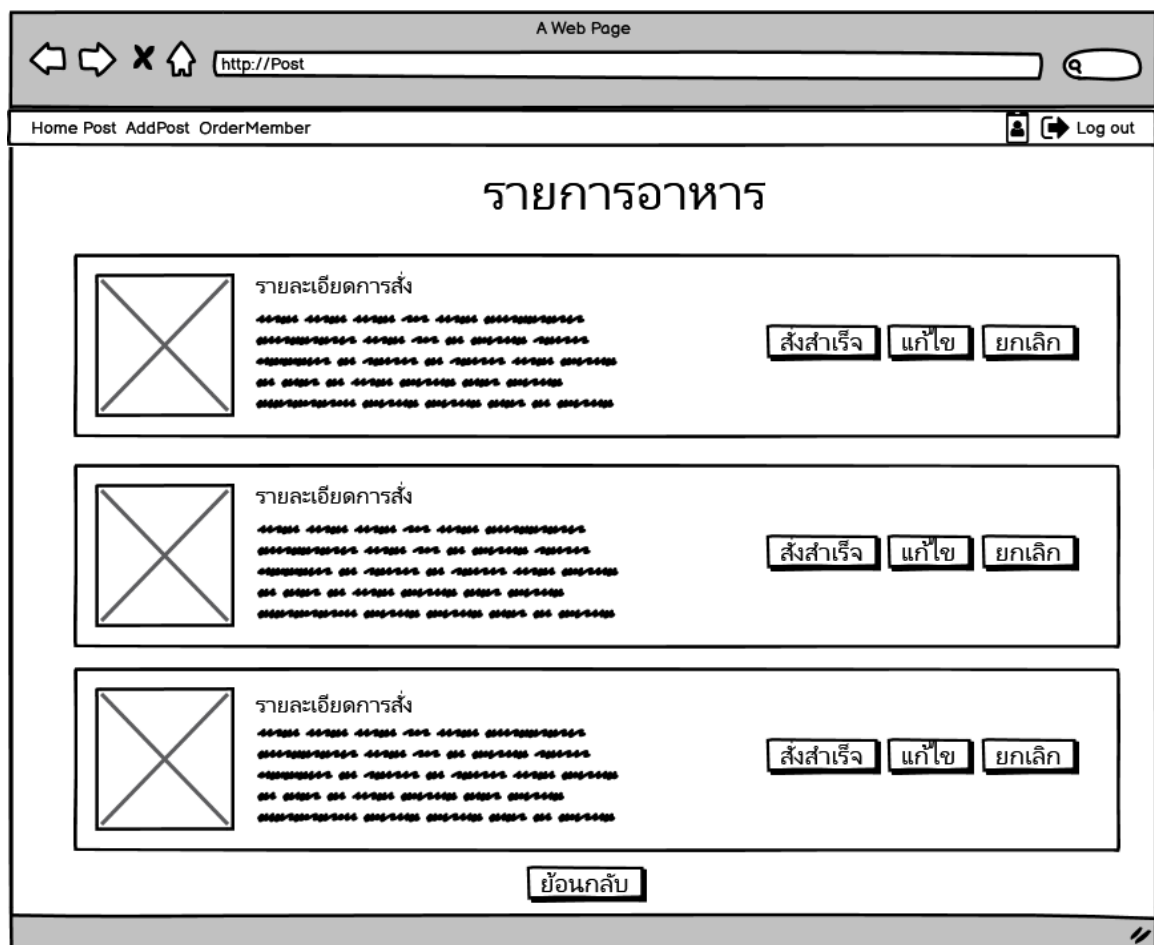 A Web Page
http://Post
Home Post AddPost OrderMember Log out
รายการอาหาร
รายละเอียดการสั่ง
สั่งสำเร็จ แก้ไข ยกเลิก
รายละเอียดการสั่ง
สั่งสำเร็จ แก้ไข ยกเลิก
รายละเอียดการสั่ง
สั่งสำเร็จ แก้ไข ยกเลิก
ย้อนกลับ